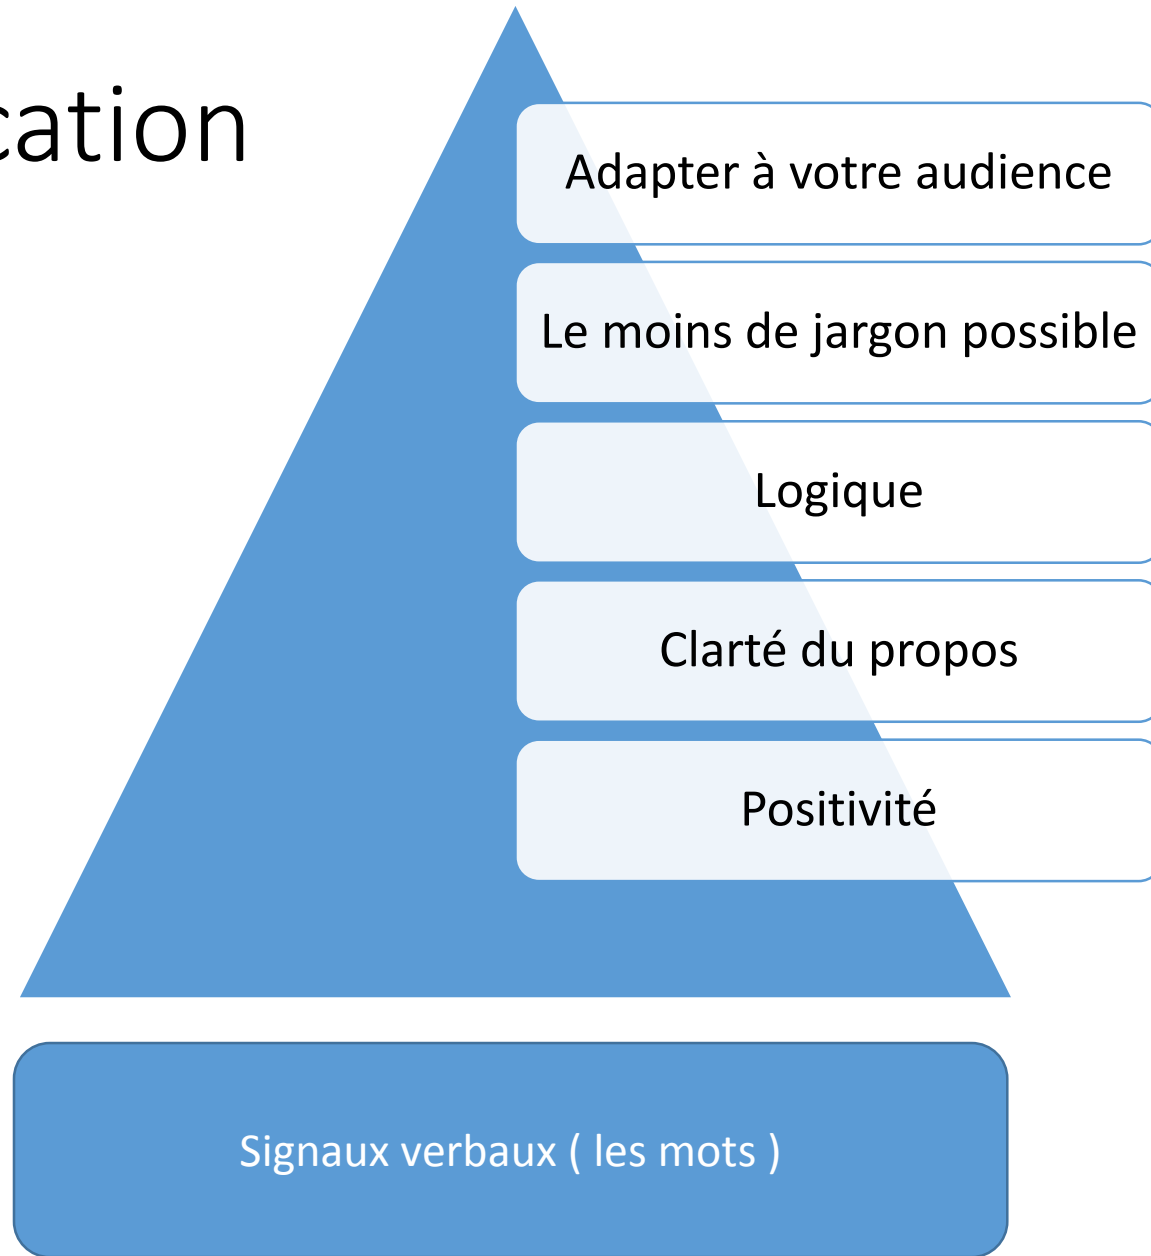 cation
Adapter à votre audience
Le moins de jargon possible
Logique
Clarté du propos
Positivité
Signaux verbaux ( les mots )